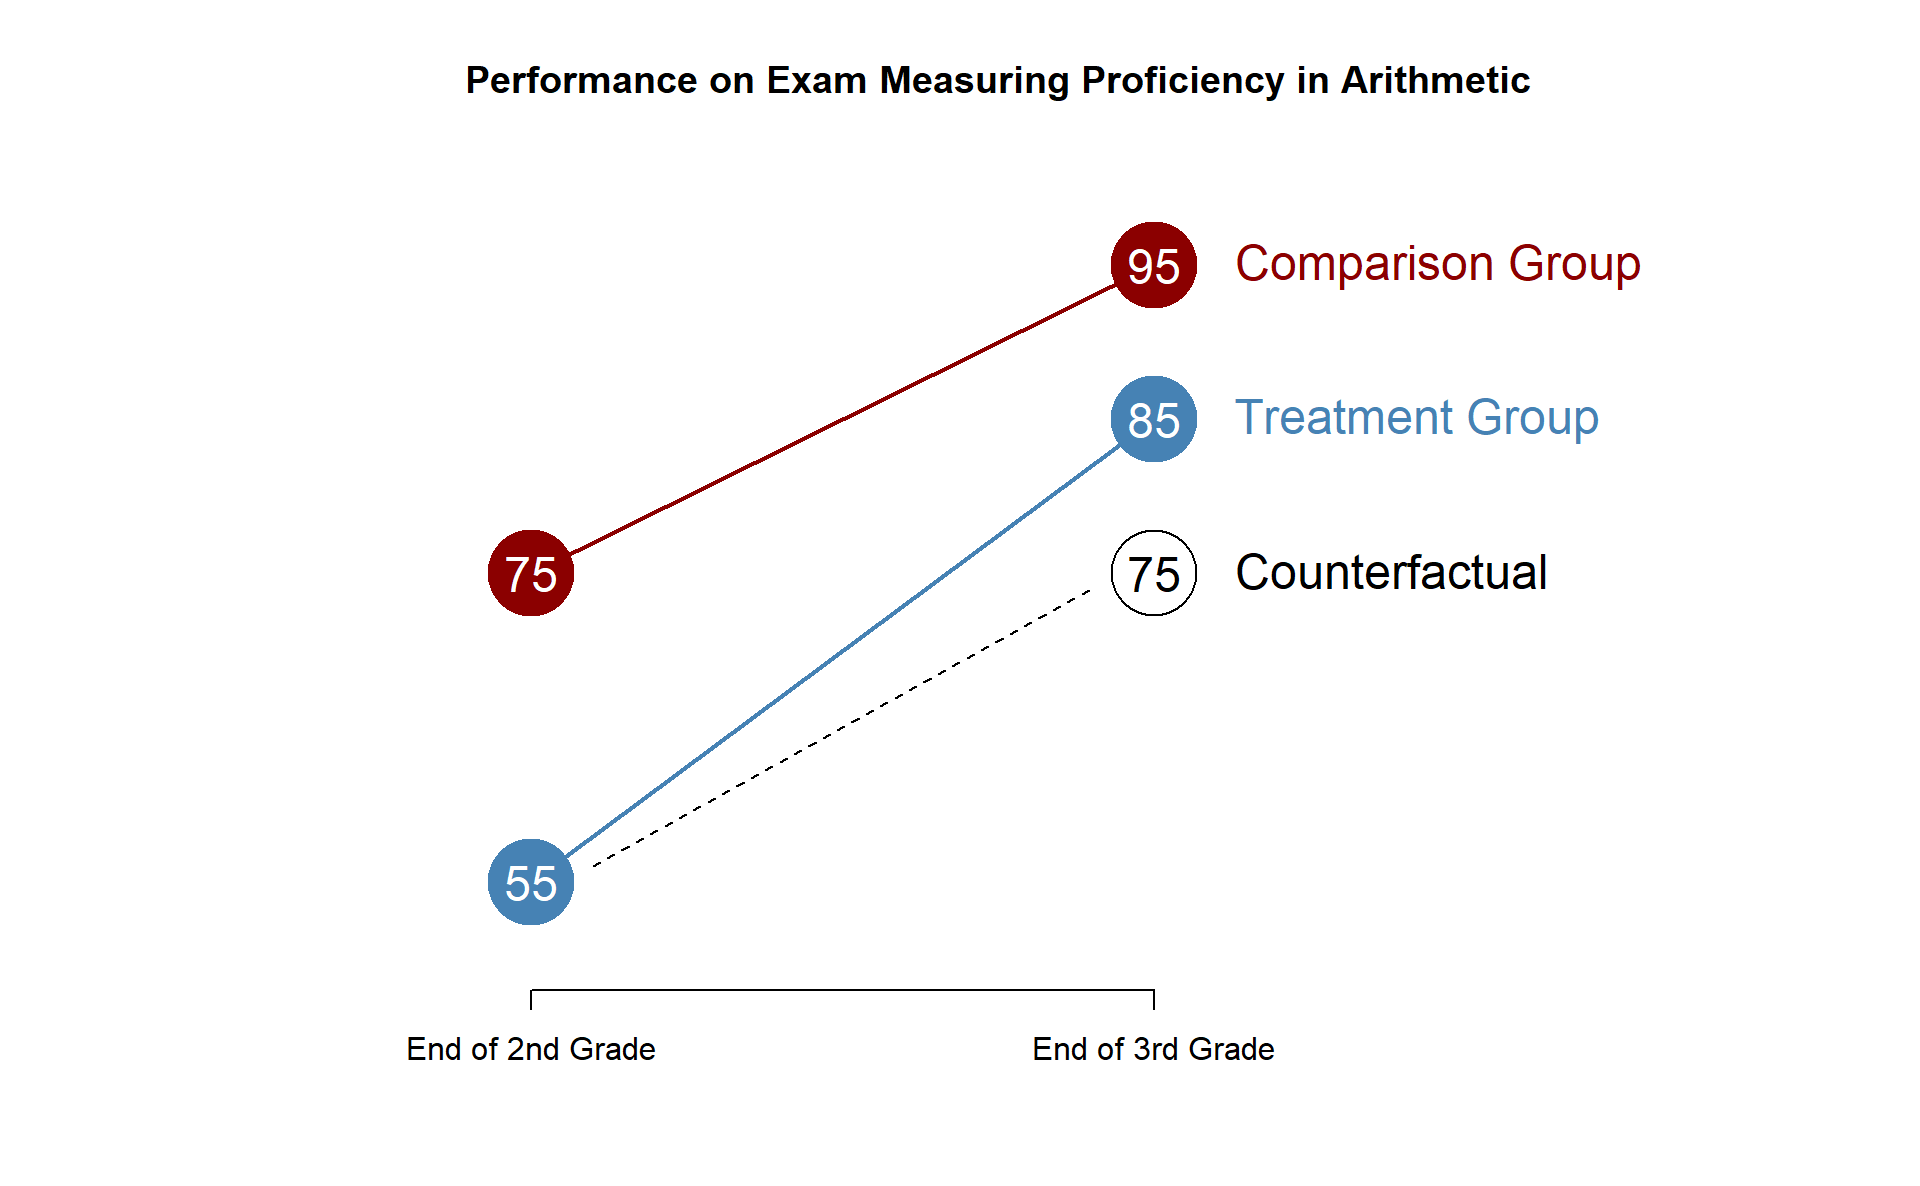 Performance on Exam Measuring Proficiency in Arithmetic
95 Comparison Group
85 Treatment Group
75
75 Counterfactual
55
End of 2nd Grade
End of 3rd Grade